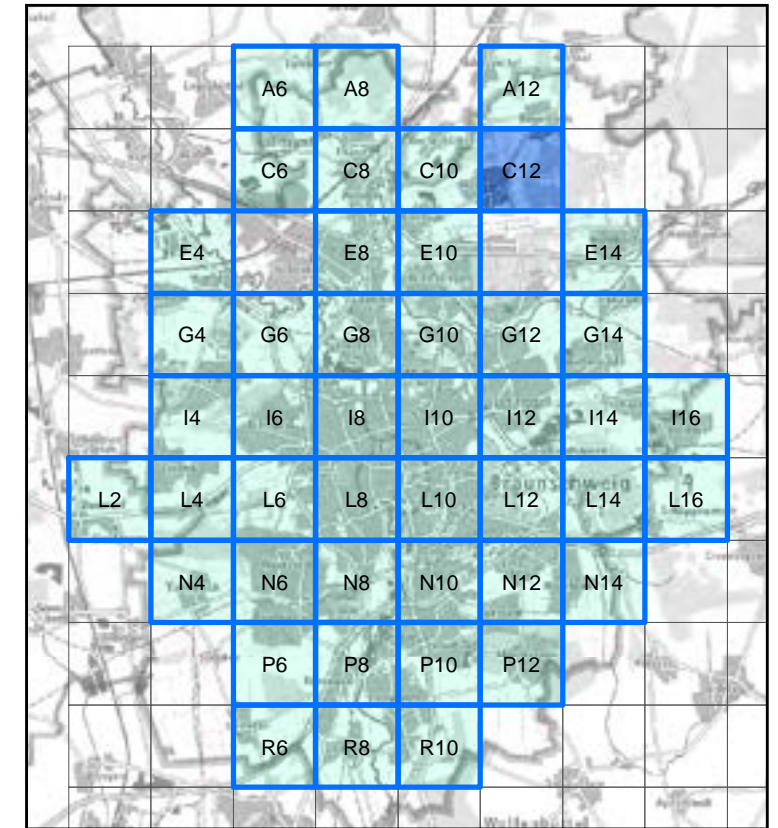 A6 A8 A12
C6 C8 C10 C12
E4 E8 E10 E14
G4 G6 G8 G10 G12 G14
I4 I6 I8 I10 I12 I14 I16
Braunschweig
L2 L4 L6 L8 L10 L12 L14 L16
N4 N6 N8 N10 N12 N14
P6 P8 P10 P12
R6 R8 R10
Wolfenbüttel